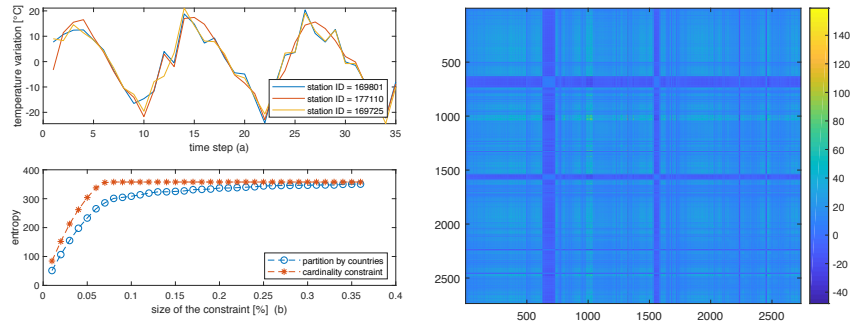 temperature variation [°C]
20
10
0
-10
-20
station ID = 169801
station ID = 177110
station ID = 169725
0 5 10 15 20 25 30 35
time step (a)
entropy
400
300
200
100
0
partition by countries
cardinality constraint
0 0.05 0.1 0.15 0.2 0.25 0.3 0.35 0.4
size of the constraint [%] (b)
500
1000
1500
2000
2500
500 1000 1500 2000 2500
160
140
120
100
80
60
40
20
0
-20
-40